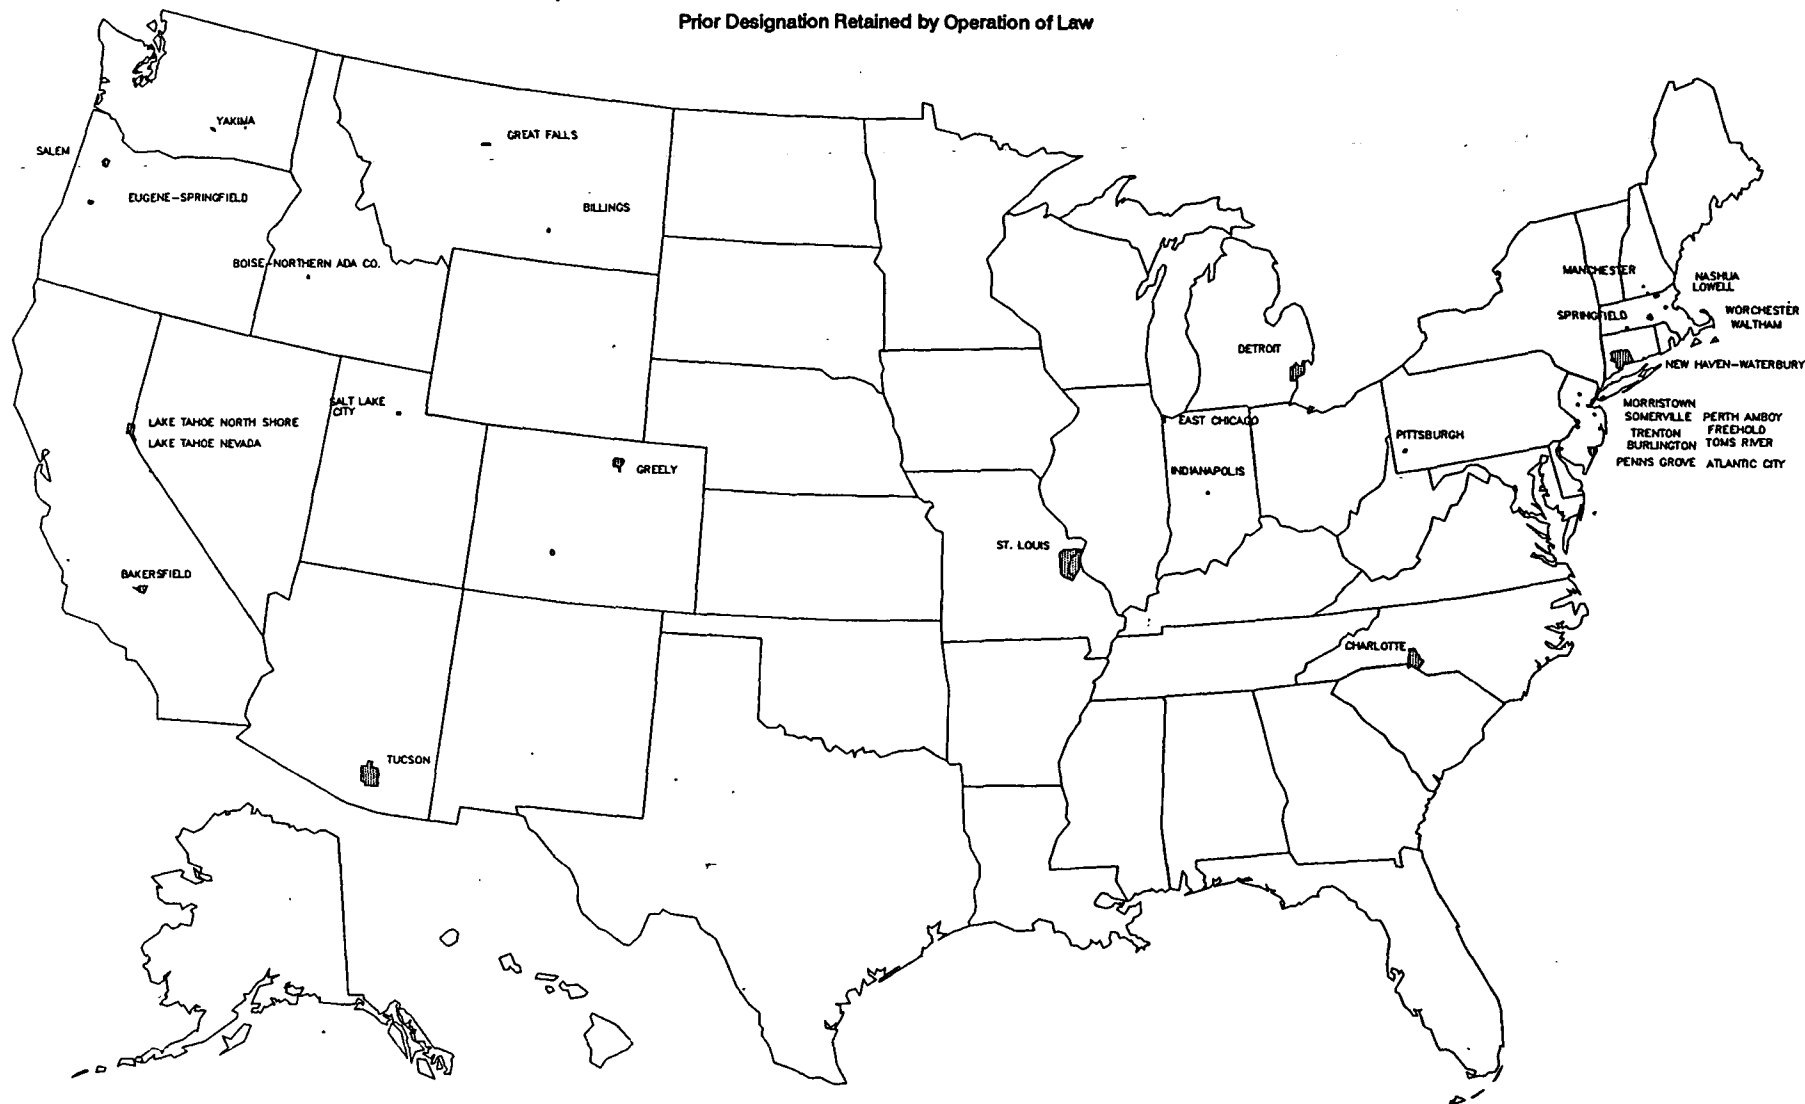 Prior Designation Retained by Operation of Law
YAKIMA
GREAT FALLS
SALEM
EUGENE-SPRINGFIELD
BILLINGS
BOISE-NORTHERN ADA CO.
MANCHESTER
NASHUA
LOWELL
SPRINGFIELD
WORCHESTER
WALTHAM
DETROIT
NEW HAVEN-WATERBURY
SALT LAKE
CITY
LAKE TAHOE NORTH SHORE
LAKE TAHOE NEVADA
EAST CHICAGO
MORRISTOWN
SOMERVILLE PERTH AMBOY
TRENTON FREEHOLD
BURLINGTON TOMS RIVER
PENNS GROVE ATLANTIC CITY
PITTSBURGH
GREELY
INDIANAPOLIS
ST. LOUIS
BAKERSFIELD
CHARLOTTE
TUCSON